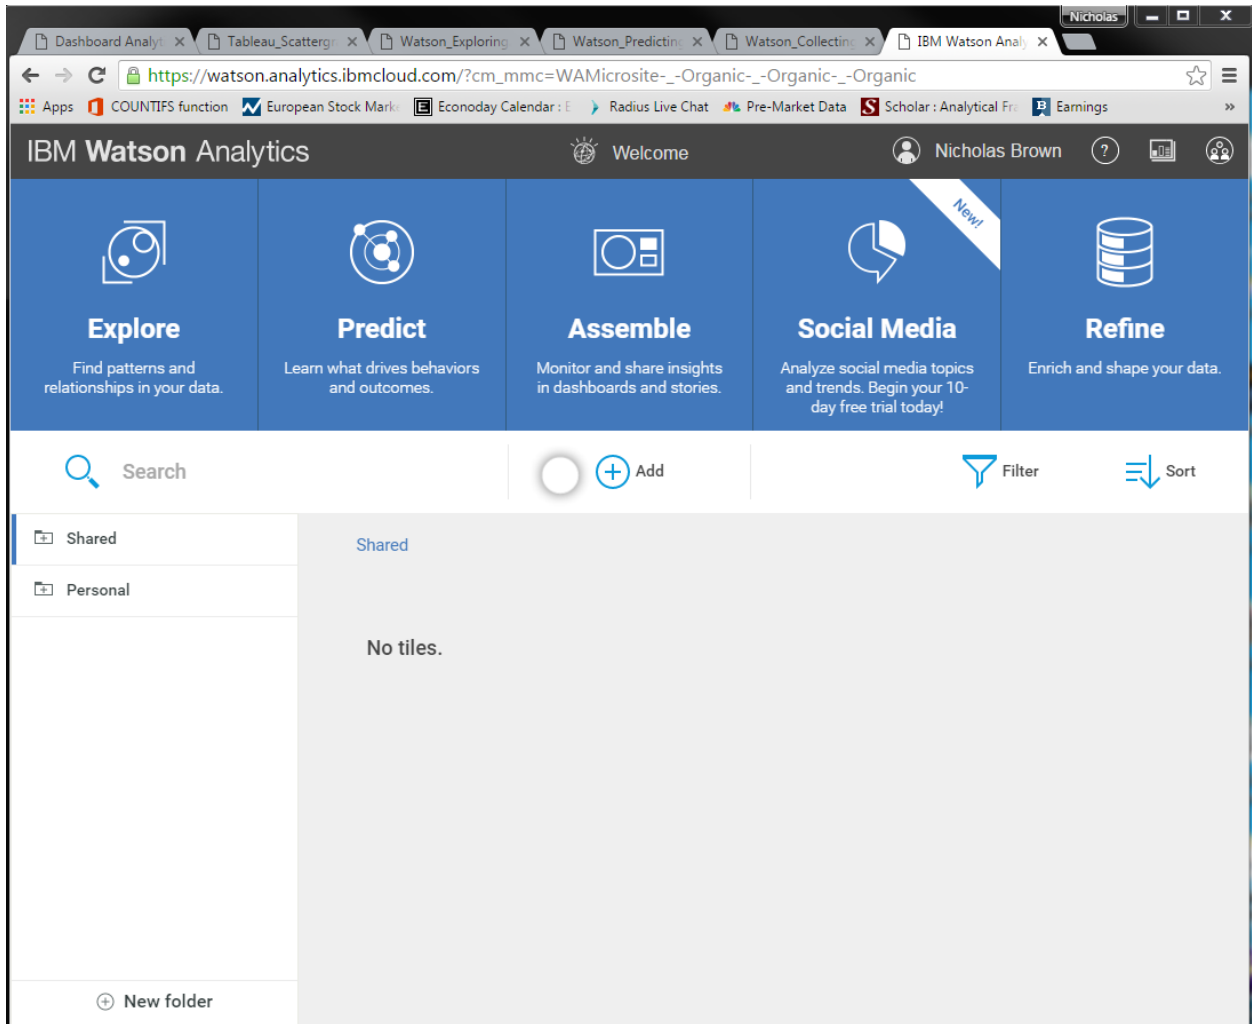 Nicholas
Dashboard Analyt Tableau_Scattergr Watson_Exploring Watson_Predicting Watson_Collecting IBM Watson Analy
https://watson.analytics.ibmcloud.com/?cm_mmc=WAMicrosite-_-Organic-_-Organic-_-Organic
Apps COUNTIFS function European Stock Marke Econoday Calendar : E Radius Live Chat Pre-Market Data Scholar : Analytical Fra Earnings »
IBM Watson Analytics Welcome Nicholas Brown ?
New!
Explore
Find patterns and
relationships in your data.
Predict
Learn what drives behaviors
and outcomes.
Assemble
Monitor and share insights
in dashboards and stories.
Social Media
Analyze social media topics
and trends. Begin your 10-
day free trial today!
Refine
Enrich and shape your data.
Search Add Filter Sort
Shared
Personal
Shared
No tiles.
New folder